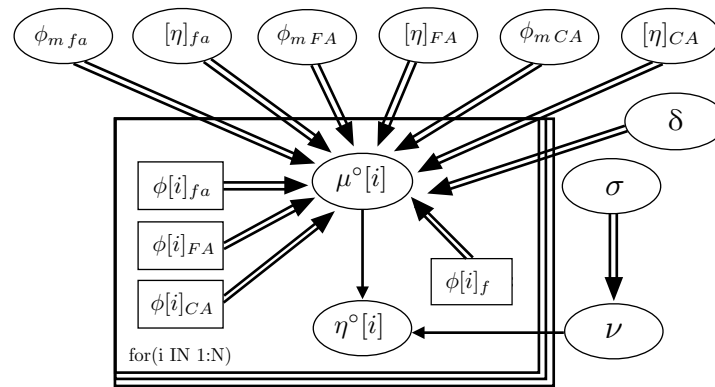 ϕ_{m fa} [η]_{fa} ϕ_{m FA} [η]_{FA} ϕ_{m CA} [η]_{CA}
δ
ϕ[i]_{fa} μ°[i] σ
ϕ[i]_{FA}
ϕ[i]_{CA} ϕ[i]_{f}
η°[i] ν
for(i IN 1:N)